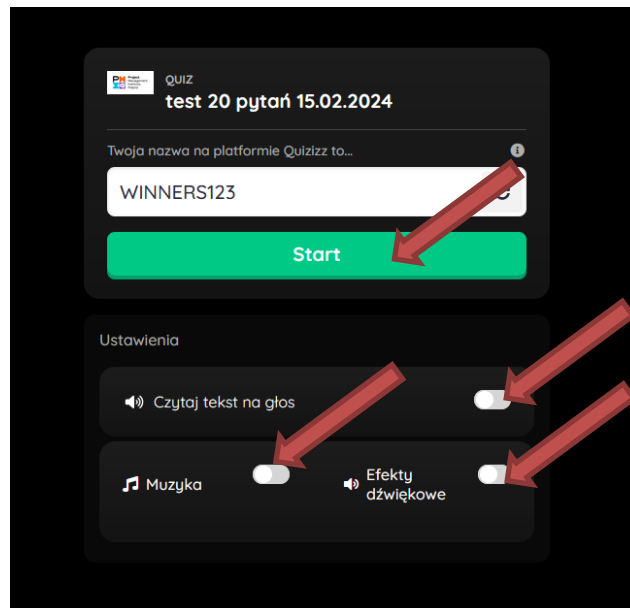 QUIZ
test 20 pytań 15.02.2024
Twoja nazwa na platformie Quizizz to...
WINNERS123
Start
Ustawienia
Czytaj tekst na głos
Muzyka
Efekty
dźwiękowe